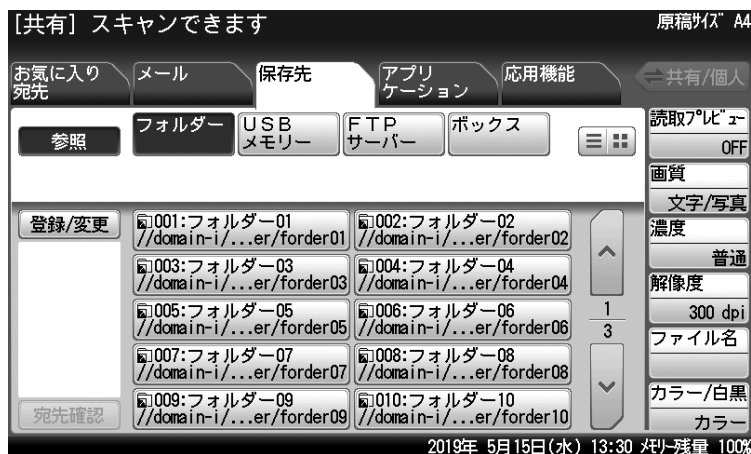 [共有] スキャンできます
原稿ｻｲｽﾞ A4
お気に入り
宛先
メール
保存先
アプリ
ケーション
応用機能
共有/個人
参照
フォルダー
USB
メモリー
FTP
サーバー
ボックス
読取ﾌﾟﾚﾋﾞｭｰ
OFF
画質
文字/写真
登録/変更
001:フォルダー01
//domain-i/...er/forder01
002:フォルダー02
//domain-i/...er/forder02
濃度
普通
003:フォルダー03
//domain-i/...er/forder03
004:フォルダー04
//domain-i/...er/forder04
解像度
300 dpi
005:フォルダー05
//domain-i/...er/forder05
006:フォルダー06
//domain-i/...er/forder06
1
3
ファイル名
007:フォルダー07
//domain-i/...er/forder07
008:フォルダー08
//domain-i/...er/forder08
カラー/白黒
カラー
009:フォルダー09
//domain-i/...er/forder09
010:フォルダー10
//domain-i/...er/forder10
宛先確認
2019年 5月15日(水) 13:30 ﾒﾓﾘｰ残量 100%